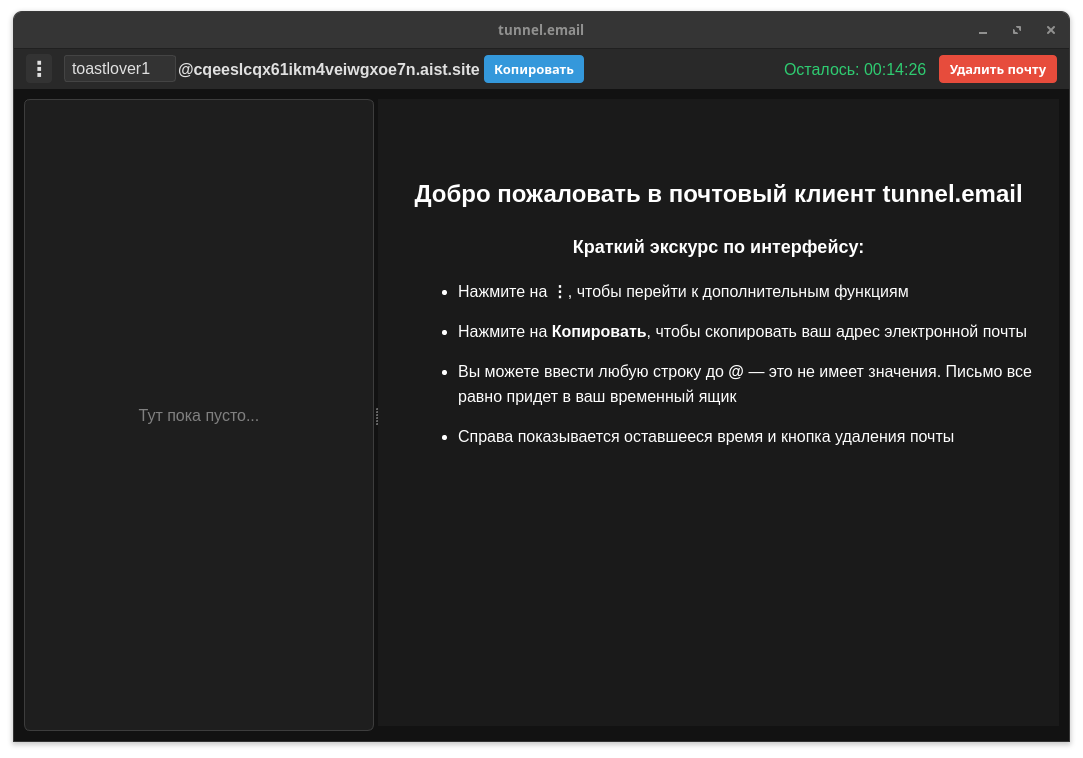 tunnel.email
toastlover1 @cqeeslcqx61ikm4veiwgxoe7n.aist.site Копировать Осталось: 00:14:26 Удалить почту
Добро пожаловать в почтовый клиент tunnel.email
Краткий экскурс по интерфейсу:
• Нажмите на ⋮, чтобы перейти к дополнительным функциям
• Нажмите на Копировать, чтобы скопировать ваш адрес электронной почты
• Вы можете ввести любую строку до @ — это не имеет значения. Письмо все
равно придет в ваш временный ящик
Тут пока пусто...
• Справа показывается оставшееся время и кнопка удаления почты